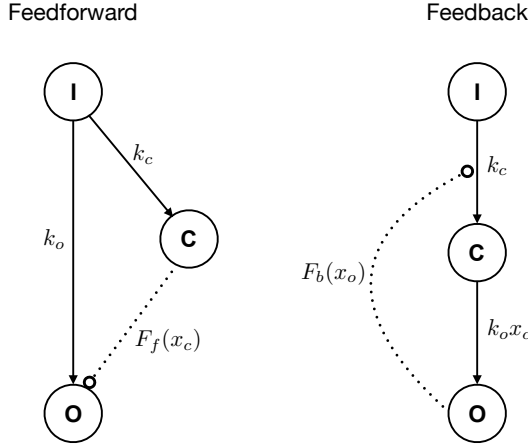 Feedforward
I
k_c
k_o
C
F_f(x_c)
O
Feedback
I
k_c
C
F_b(x_o)
k_o x_c
O